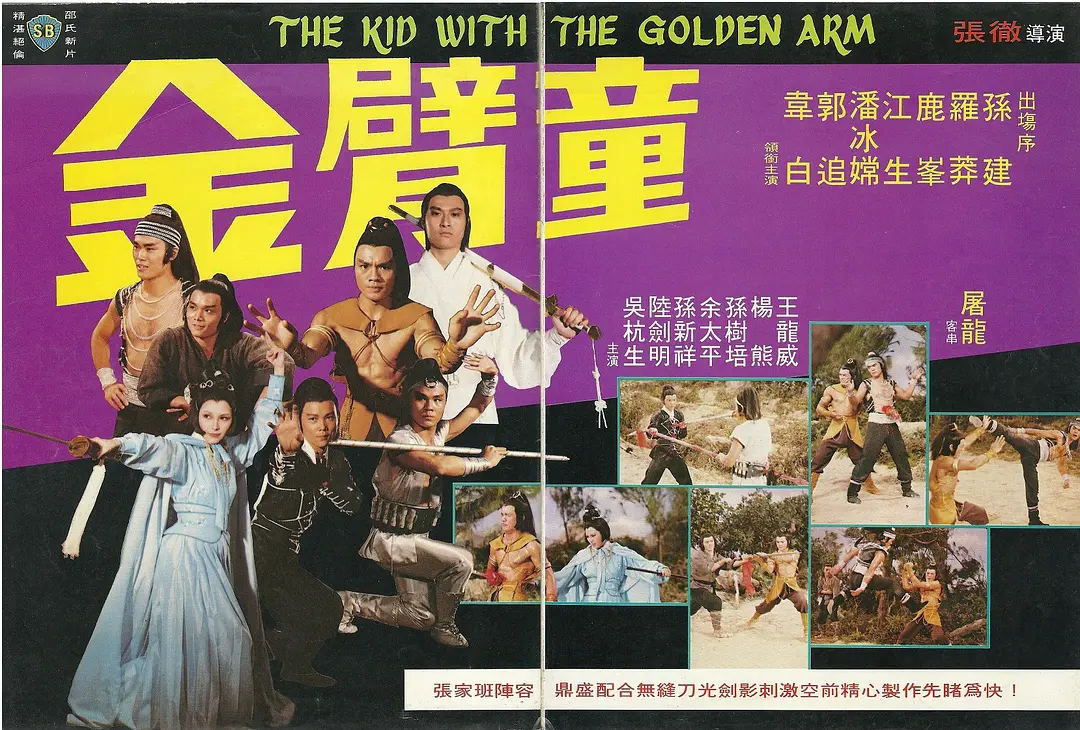 邵氏新片
SB
精湛絕倫
THE KID WITH THE GOLDEN ARM
張徹導演
金臂童
出塲序
孫建
羅莽
鹿峯
江生
潘冰嫦
郭追
韋白
領銜主演
屠龍
客串
王龍威
楊熊
孫樹培
余太平
孫新祥
陸劍明
吳杭生
主演
張家班陣容鼎盛配合無縫刀光劍影刺激空前精心製作先睹為快！